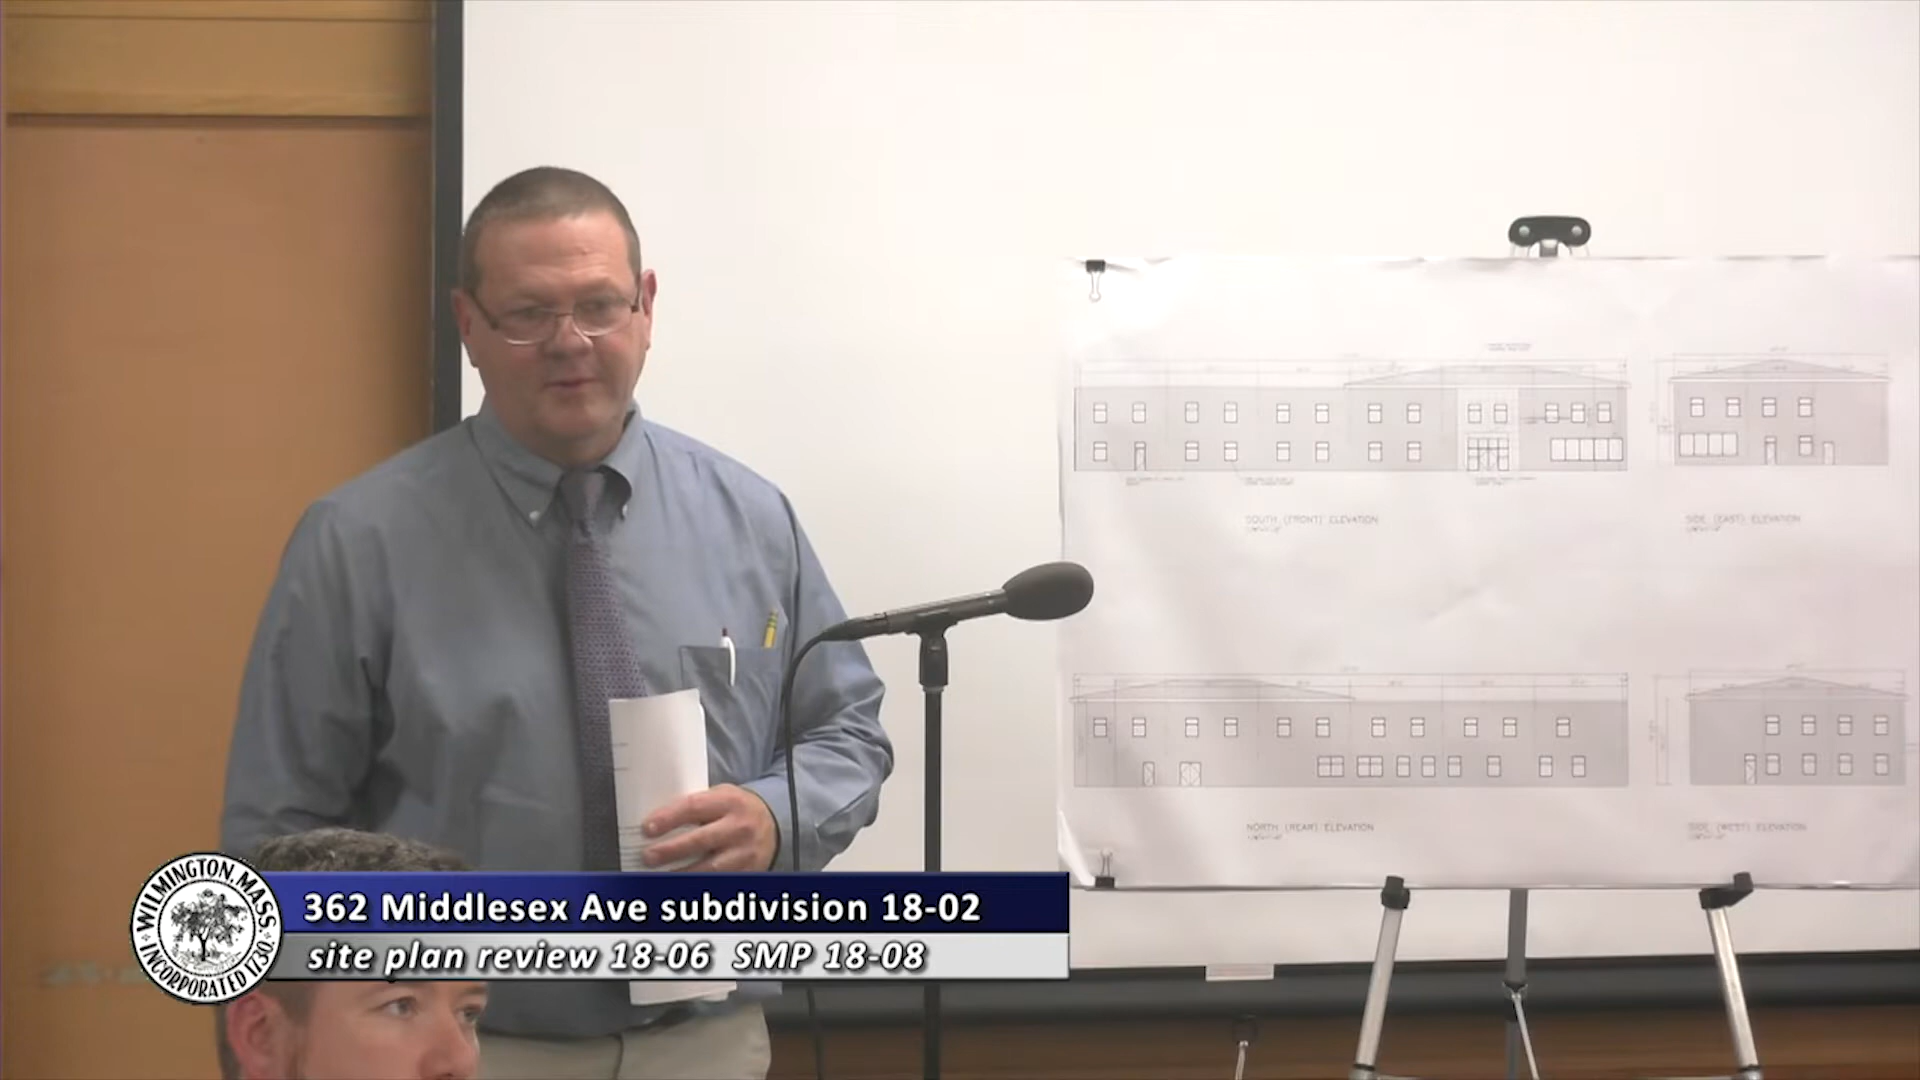 SOUTH (FRONT) ELEVATION
SIDE (EAST) ELEVATION
NORTH (REAR) ELEVATION
SIDE (WEST) ELEVATION
WILMINGTON, MASS.
INCORPORATED 1730.
362 Middlesex Ave subdivision 18-02
site plan review 18-06 SMP 18-08